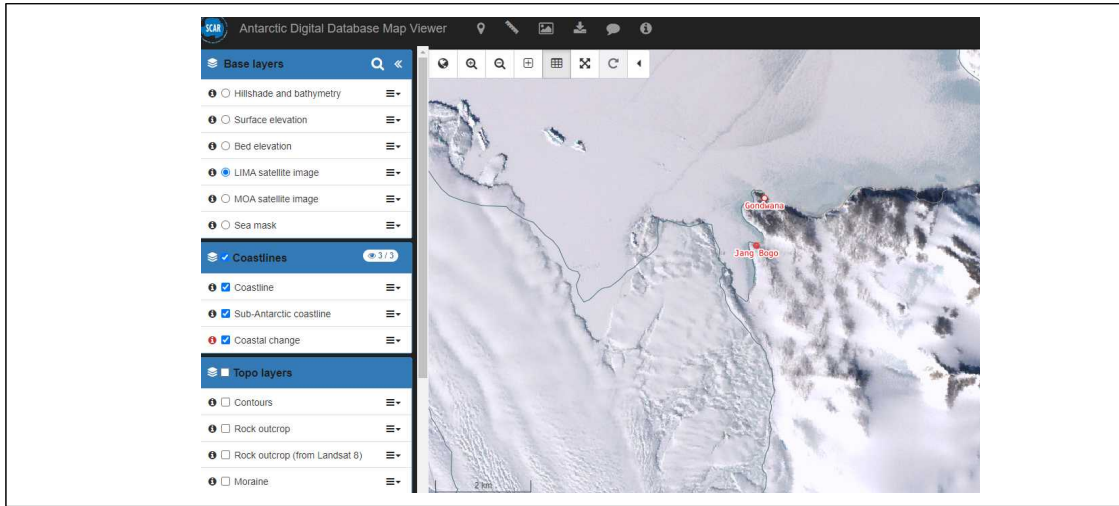 SCAR
Antarctic Digital Database Map Viewer
Base layers
Hillshade and bathymetry
Surface elevation
Bed elevation
LIMA satellite image
MOA satellite image
Sea mask
Coastlines
3 / 3
Coastline
Sub-Antarctic coastline
Coastal change
Topo layers
Contours
Rock outcrop
Rock outcrop (from Landsat 8)
Moraine
Gondwana
Jang Bogo
2 km